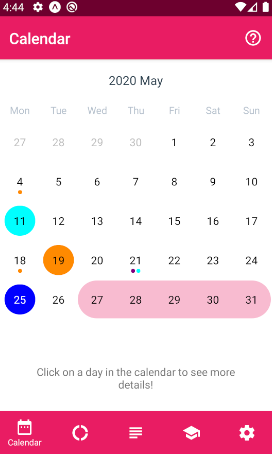 4:44
Calendar
2020 May
Mon Tue Wed Thu Fri Sat Sun
27 28 29 30 1 2 3
4 5 6 7 8 9 10
11 12 13 14 15 16 17
18 19 20 21 22 23 24
25 26 27 28 29 30 31
Click on a day in the calendar to see more
details!
Calendar